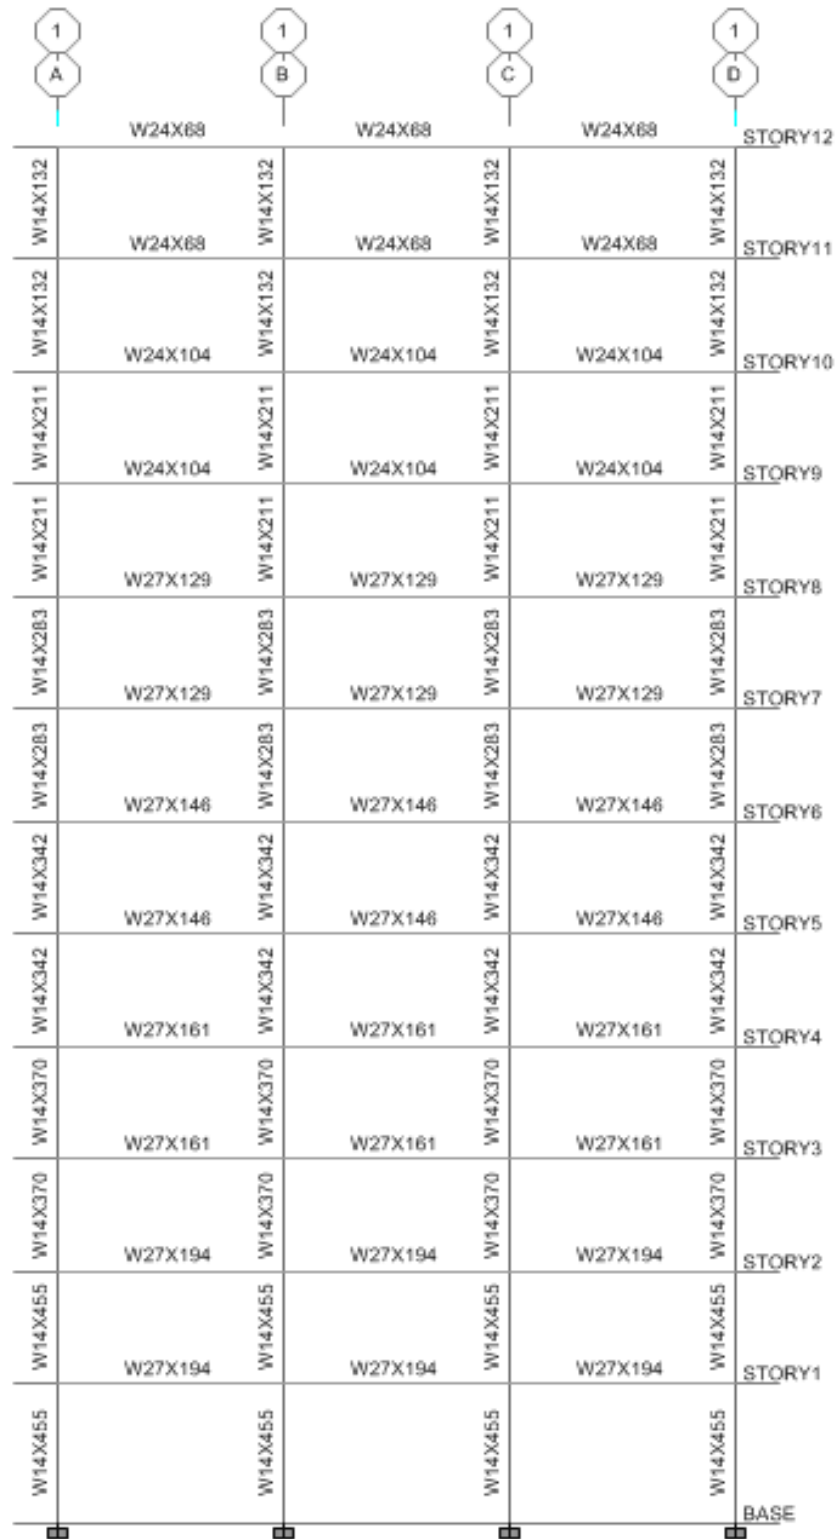 1 1 1 1
A B C D
W24X68 W24X68 W24X68
STORY12
W14X132 W14X132 W14X132 W14X132
W24X68 W24X68 W24X68
STORY11
W14X132 W14X132 W14X132 W14X132
W24X104 W24X104 W24X104
STORY10
W14X211 W14X211 W14X211 W14X211
W24X104 W24X104 W24X104
STORY9
W14X211 W14X211 W14X211 W14X211
W27X129 W27X129 W27X129
STORY8
W14X283 W14X283 W14X283 W14X283
W27X129 W27X129 W27X129
STORY7
W14X283 W14X283 W14X283 W14X283
W27X146 W27X146 W27X146
STORY6
W14X342 W14X342 W14X342 W14X342
W27X146 W27X146 W27X146
STORY5
W14X342 W14X342 W14X342 W14X342
W27X161 W27X161 W27X161
STORY4
W14X370 W14X370 W14X370 W14X370
W27X161 W27X161 W27X161
STORY3
W14X370 W14X370 W14X370 W14X370
W27X194 W27X194 W27X194
STORY2
W14X455 W14X455 W14X455 W14X455
W27X194 W27X194 W27X194
STORY1
W14X455 W14X455 W14X455 W14X455
BASE